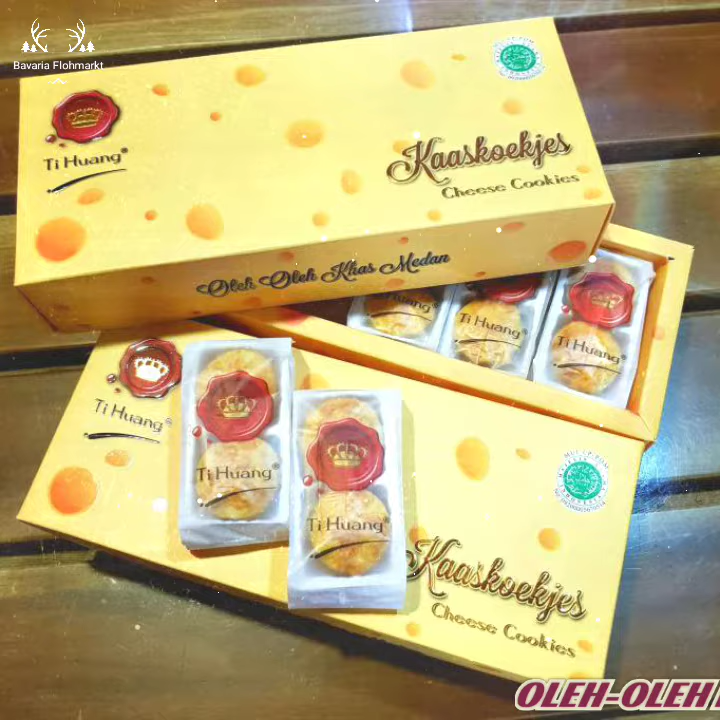 Bavaria Flohmarkt
Ti Huang®
Kaaskoekjes
Cheese Cookies
Oleh Oleh Khas Medan
Huang
Ti Huang
Ti Huang®
Ti Huang®
Ti Huang
Ti Huang®
Kaaskoekjes
Cheese Cookies
OLEH-OLEH